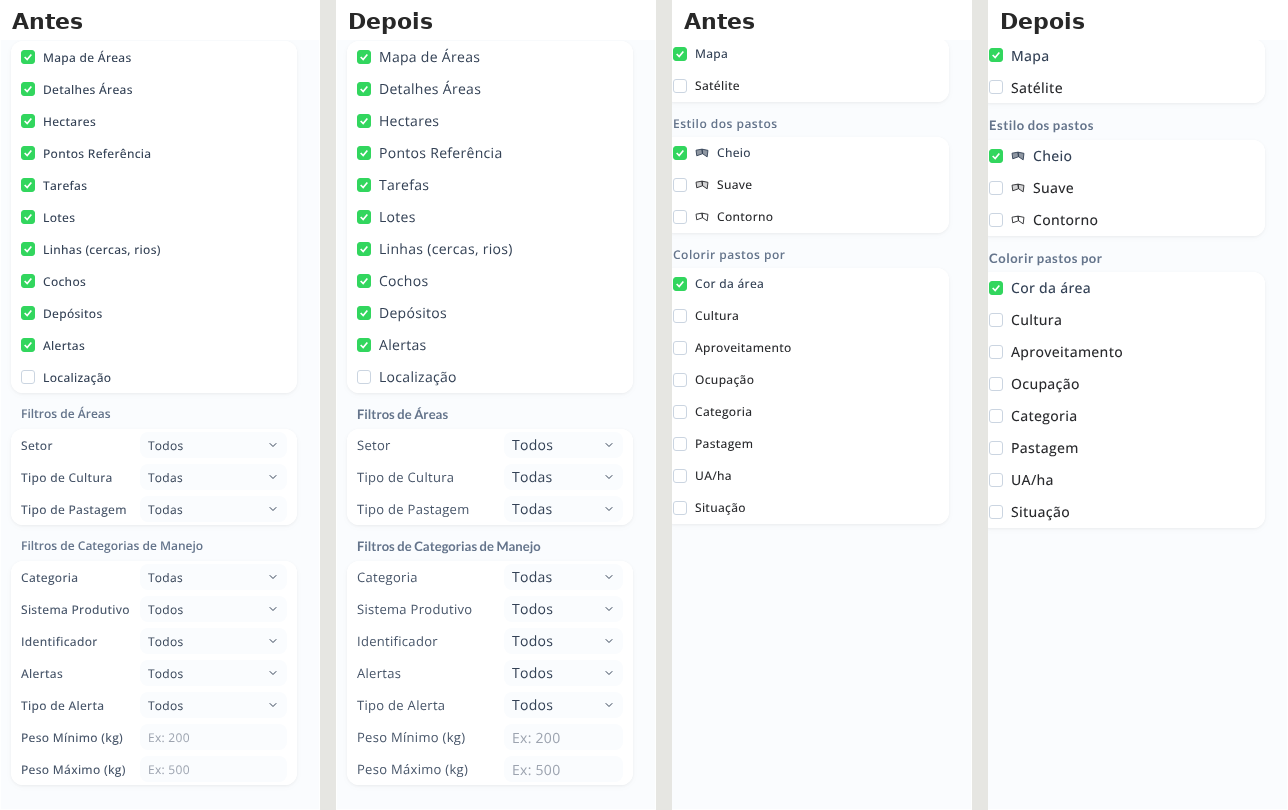 Antes
Mapa de Áreas
Detalhes Áreas
Hectares
Pontos Referência
Tarefas
Lotes
Linhas (cercas, rios)
Cochos
Depósitos
Alertas
Localização
Filtros de Áreas
Setor Todos
Tipo de Cultura Todas
Tipo de Pastagem Todas
Filtros de Categorias de Manejo
Categoria Todas
Sistema Produtivo Todos
Identificador Todos
Alertas Todos
Tipo de Alerta Todos
Peso Mínimo (kg) Ex: 200
Peso Máximo (kg) Ex: 500
Depois
Mapa de Áreas
Detalhes Áreas
Hectares
Pontos Referência
Tarefas
Lotes
Linhas (cercas, rios)
Cochos
Depósitos
Alertas
Localização
Filtros de Áreas
Setor Todos
Tipo de Cultura Todas
Tipo de Pastagem Todas
Filtros de Categorias de Manejo
Categoria Todas
Sistema Produtivo Todos
Identificador Todos
Alertas Todos
Tipo de Alerta Todos
Peso Mínimo (kg) Ex: 200
Peso Máximo (kg) Ex: 500
Antes
Mapa
Satélite
Estilo dos pastos
Cheio
Suave
Contorno
Colorir pastos por
Cor da área
Cultura
Aproveitamento
Ocupação
Categoria
Pastagem
UA/ha
Situação
Depois
Mapa
Satélite
Estilo dos pastos
Cheio
Suave
Contorno
Colorir pastos por
Cor da área
Cultura
Aproveitamento
Ocupação
Categoria
Pastagem
UA/ha
Situação